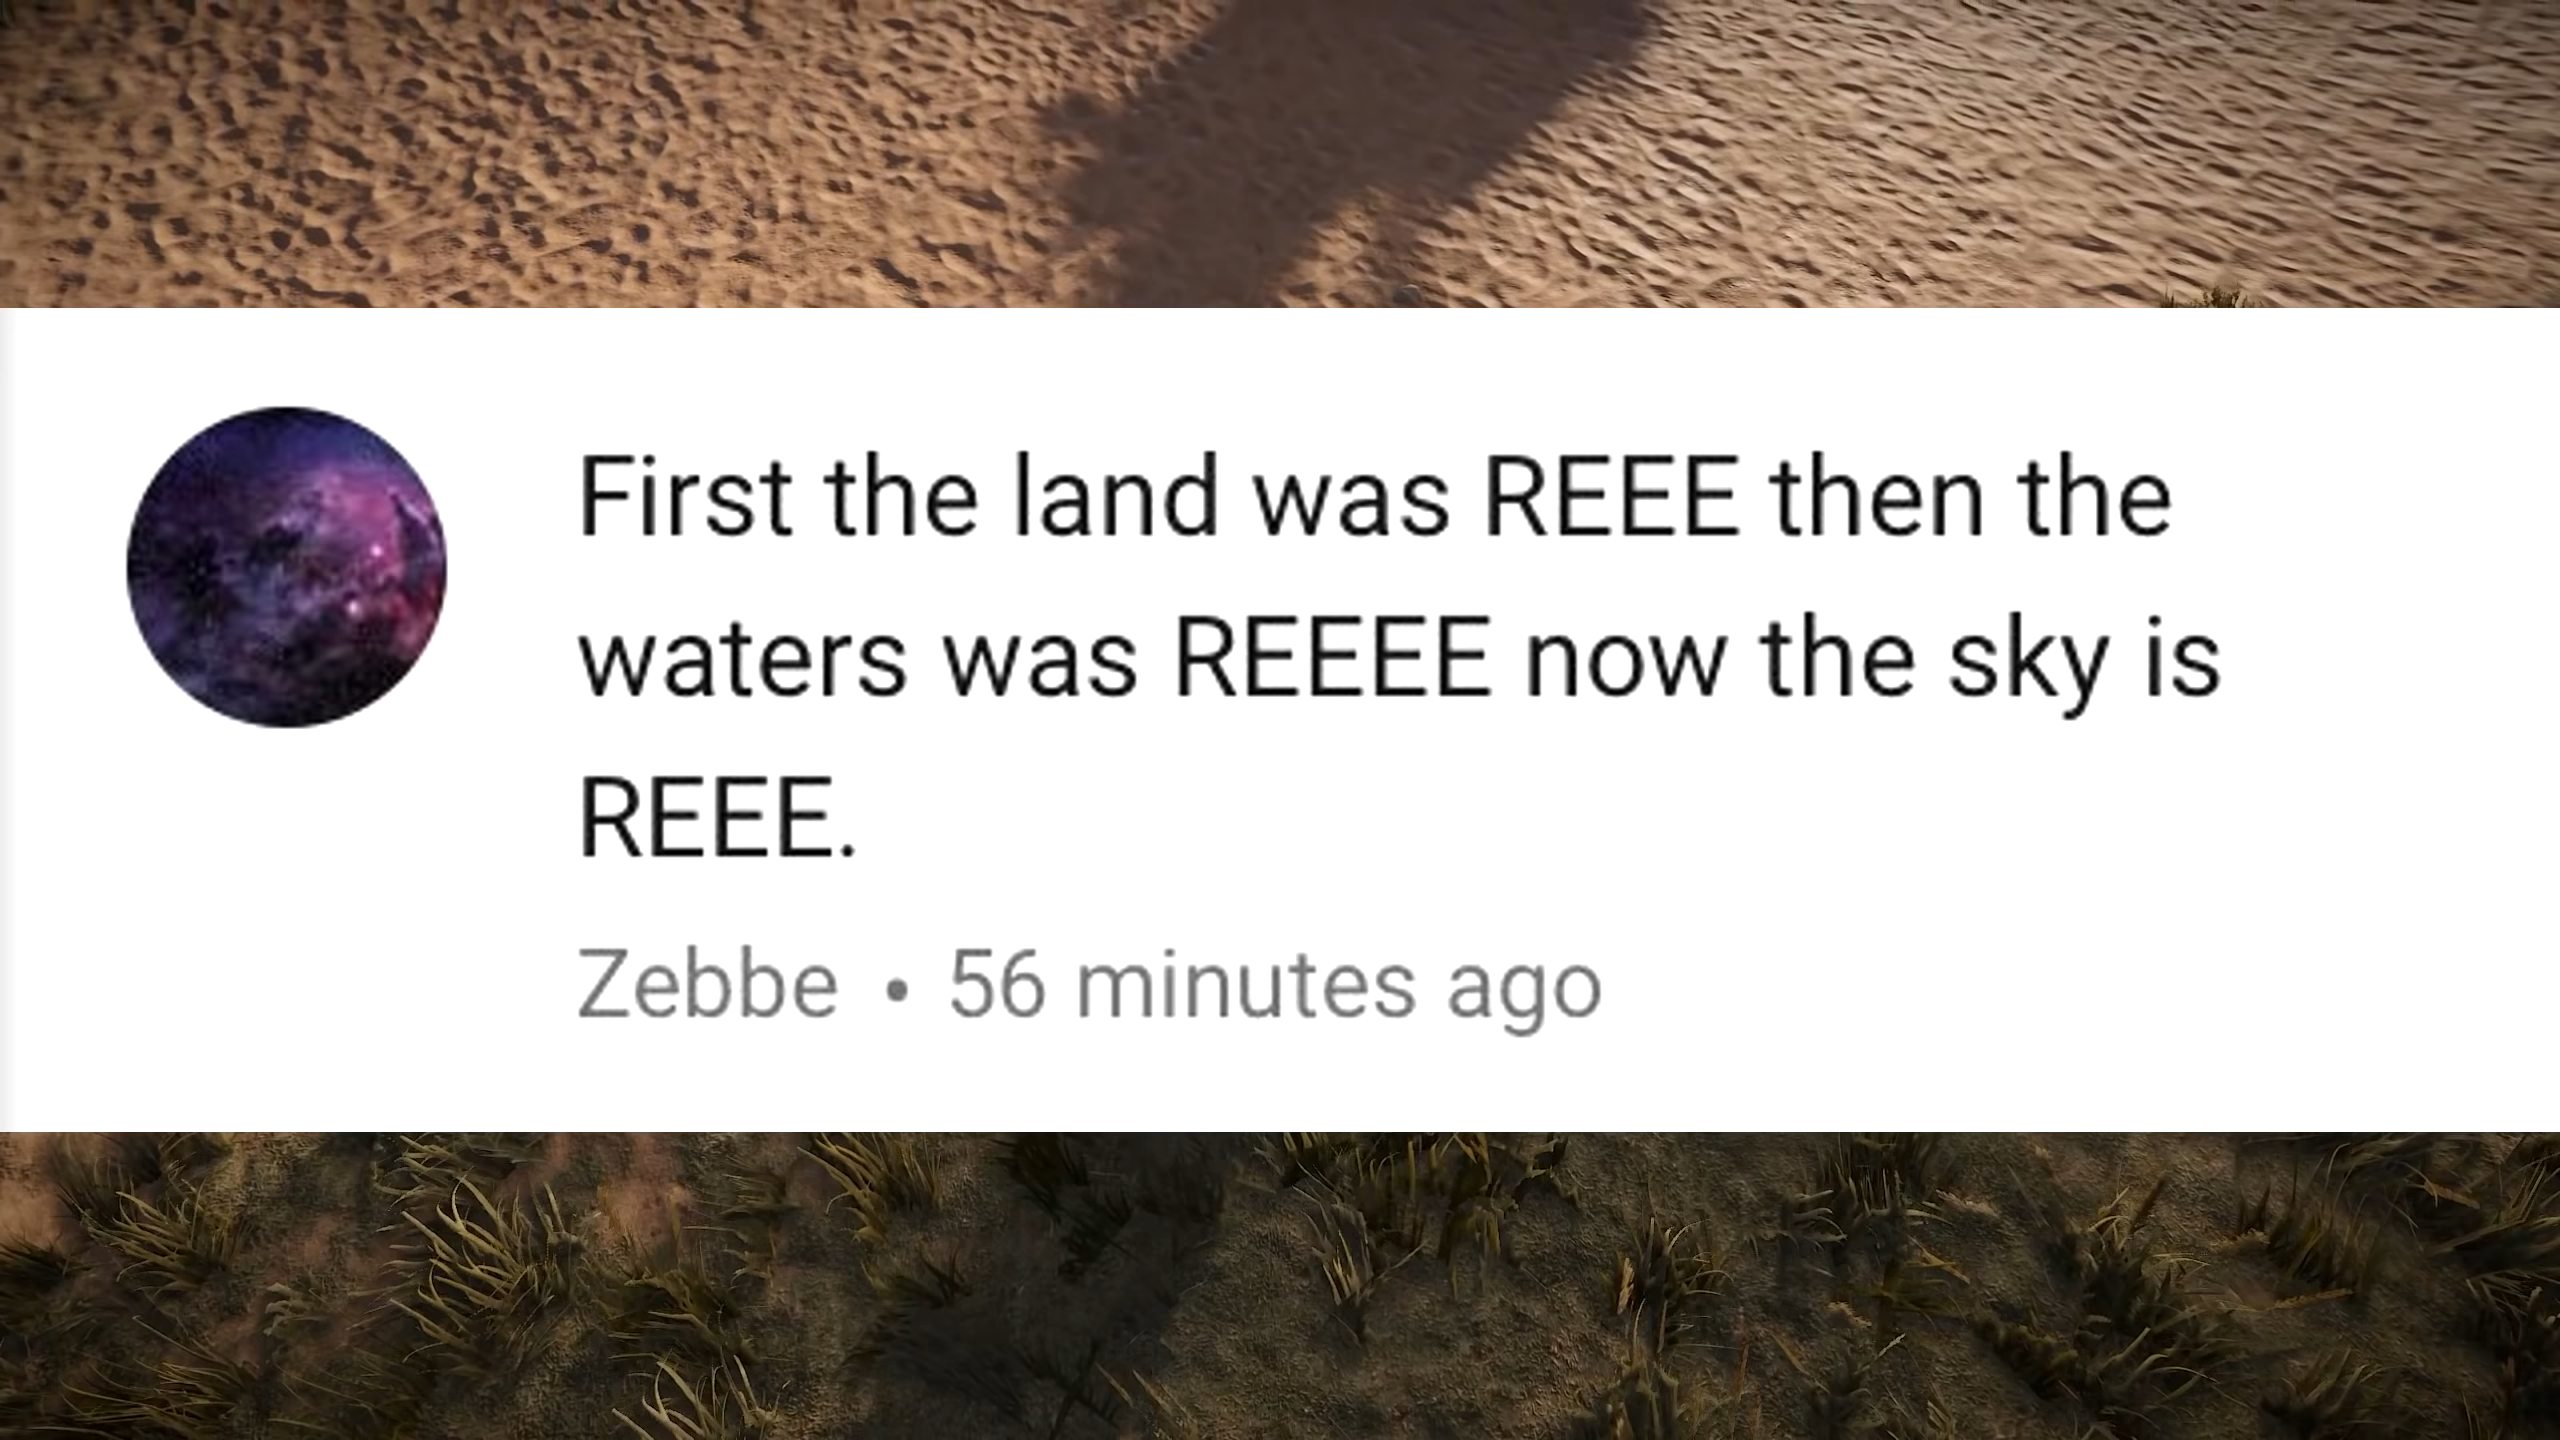 First the land was REEE then the
waters was REEEE now the sky is
REEE.
Zebbe • 56 minutes ago